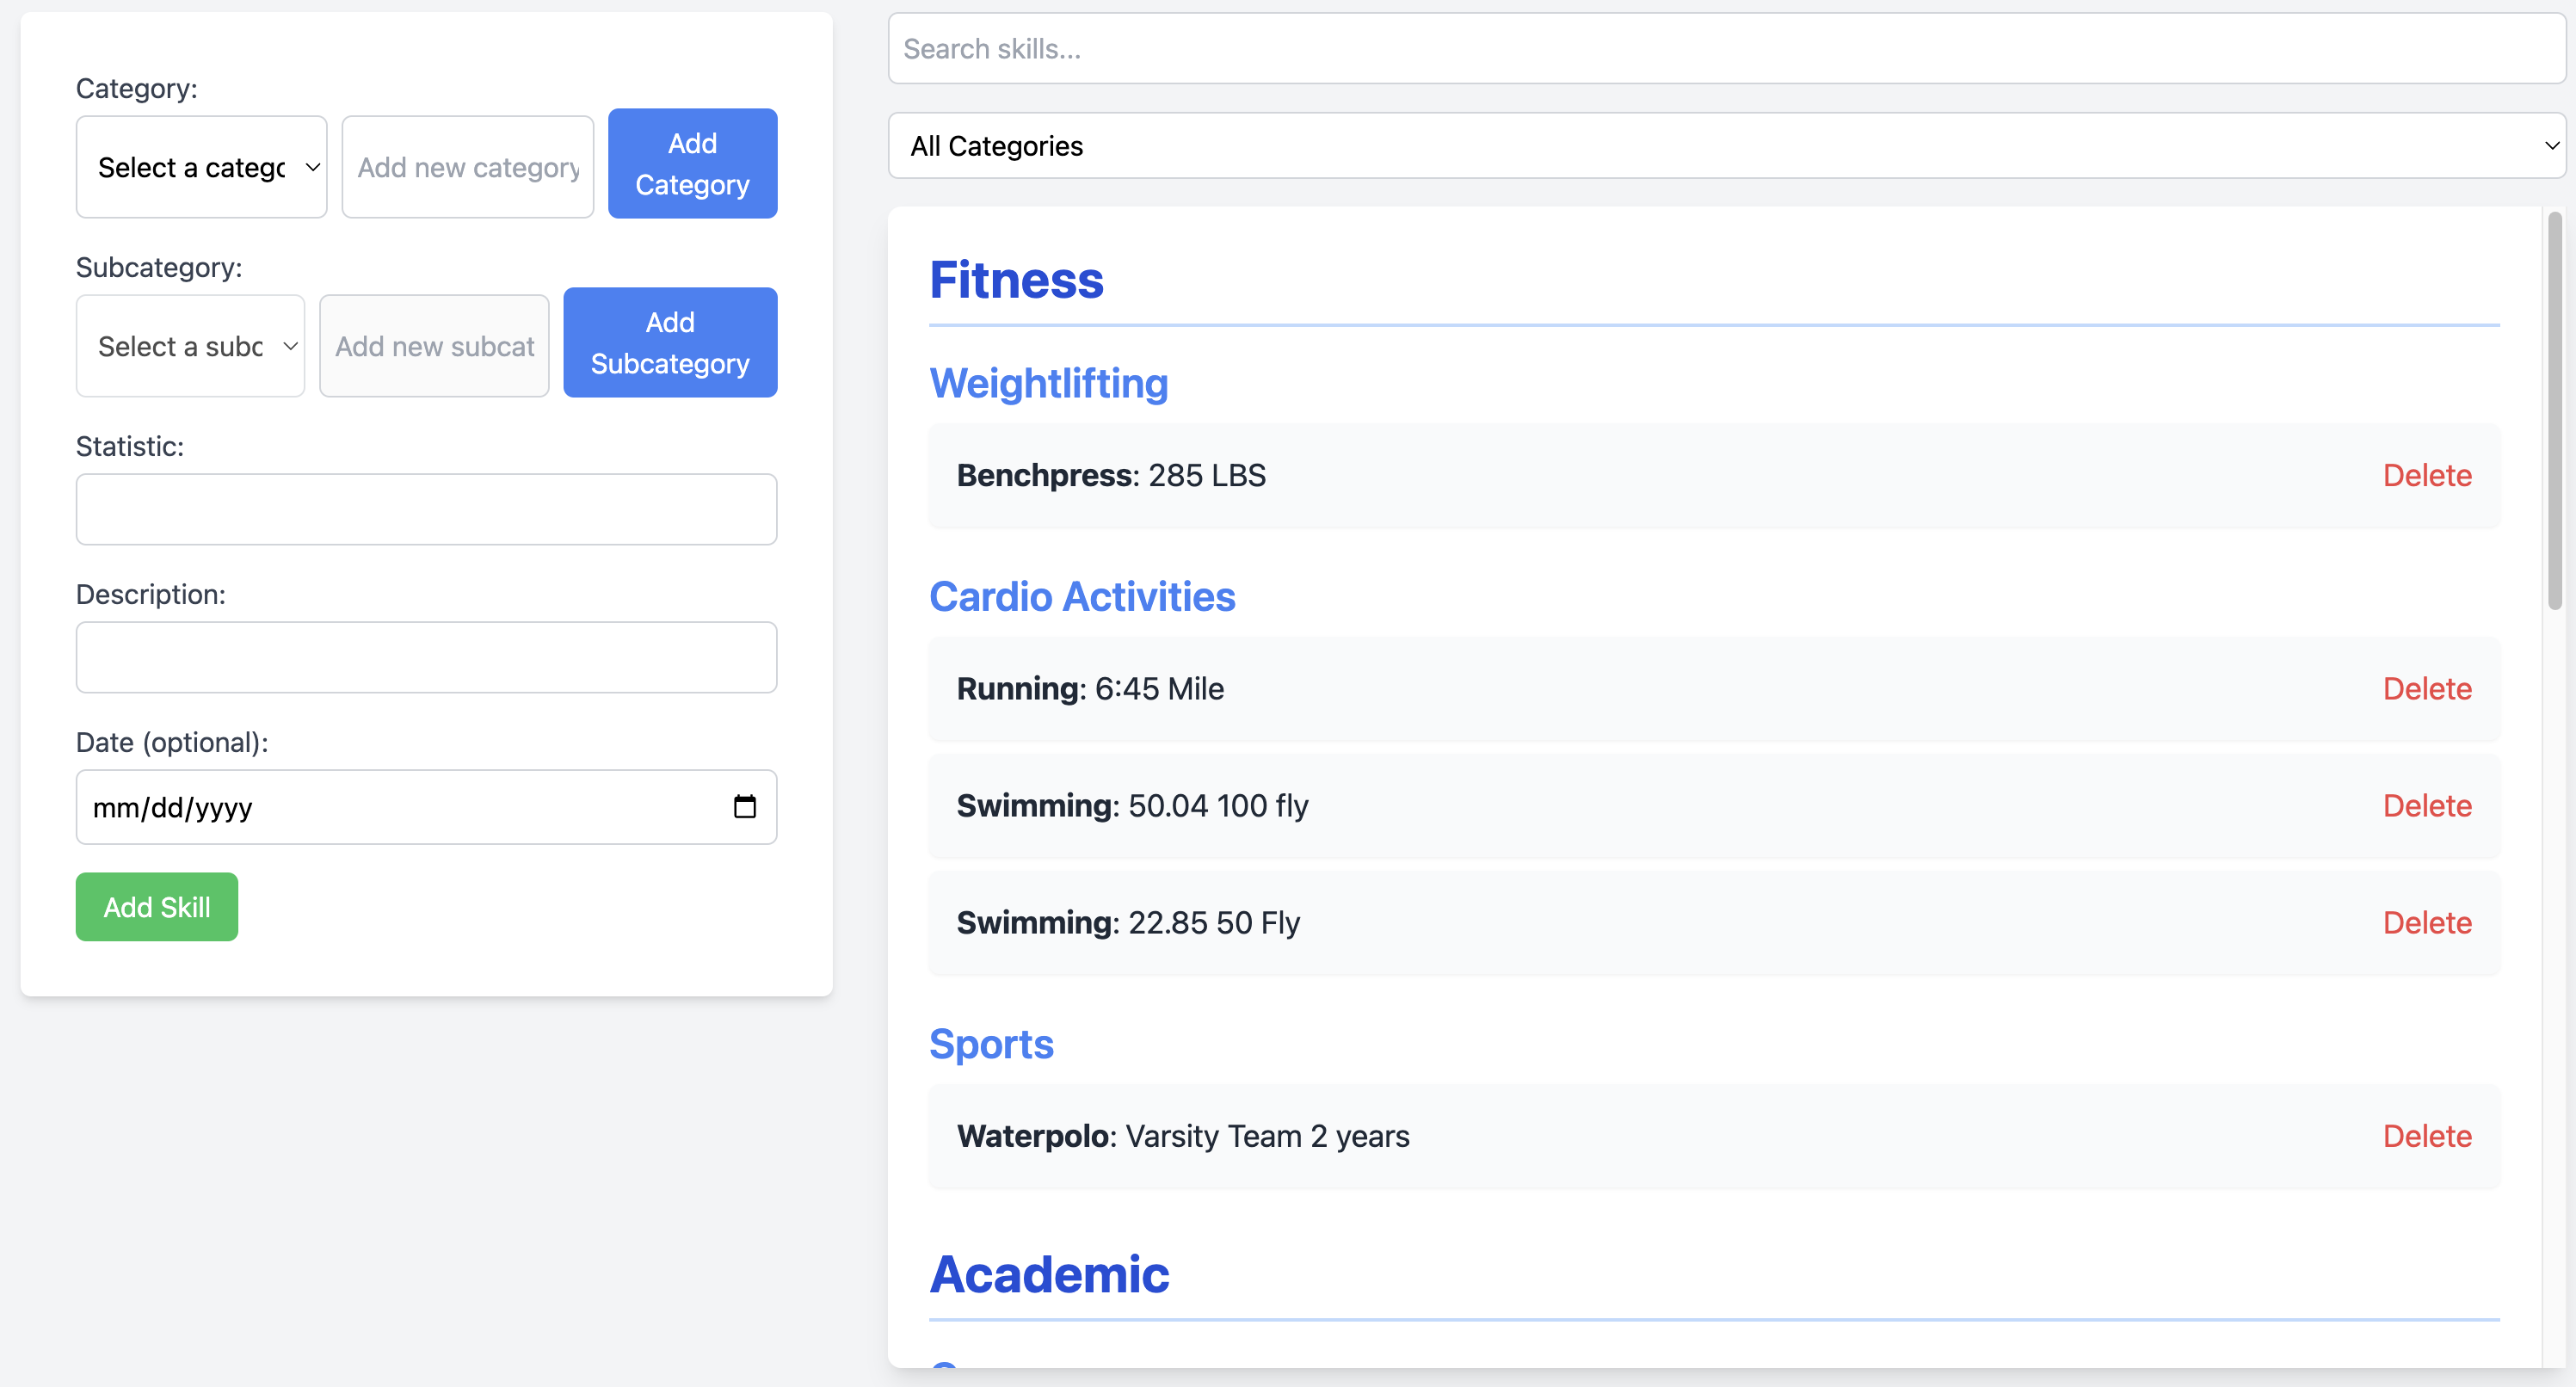 Category:
Select a catego
Add new category
Add
Category
Subcategory:
Select a subc
Add new subcat
Add
Subcategory
Statistic:
Description:
Date (optional):
mm/dd/yyyy
Add Skill
Search skills...
All Categories
Fitness
Weightlifting
Benchpress: 285 LBS Delete
Cardio Activities
Running: 6:45 Mile Delete
Swimming: 50.04 100 fly Delete
Swimming: 22.85 50 Fly Delete
Sports
Waterpolo: Varsity Team 2 years Delete
Academic